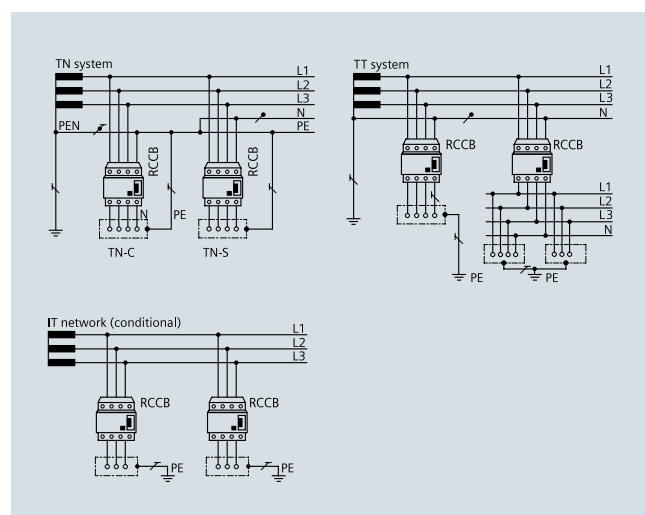 TN system
L1
L2
L3
N
PEN
PE
RCCB
RCCB
N
PE
TN-C
TN-S
TT system
L1
L2
L3
N
RCCB
RCCB
L1
L2
L3
N
PE
PE
IT network (conditional)
L1
L2
L3
RCCB
RCCB
PE
PE